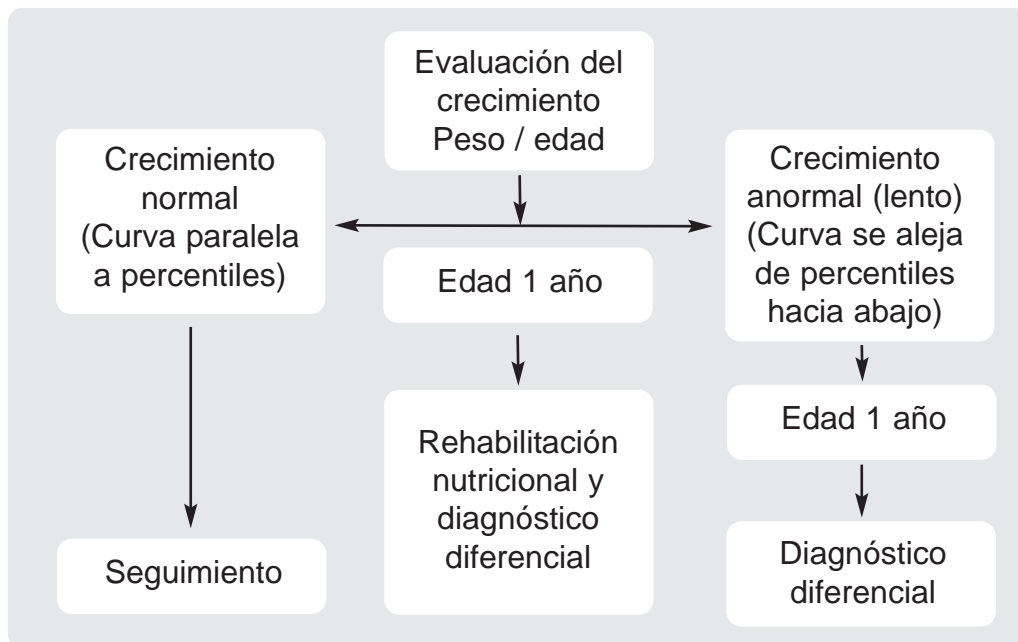 Evaluación del
crecimiento
Peso / edad
Crecimiento
normal
(Curva paralela
a percentiles)
Crecimiento
anormal (lento)
(Curva se aleja
de percentiles
hacia abajo)
Edad 1 año
Edad 1 año
Rehabilitación
nutricional y
diagnóstico
diferencial
Seguimiento
Diagnóstico
diferencial